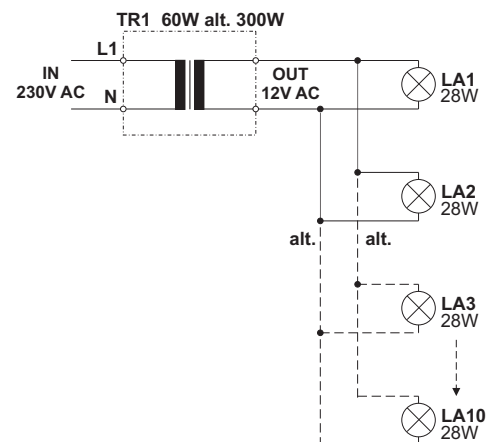 TR1 60W alt. 300W
L1
IN
230V AC
N
OUT
12V AC
LA1
28W
LA2
28W
alt.
alt.
LA3
28W
LA10
28W